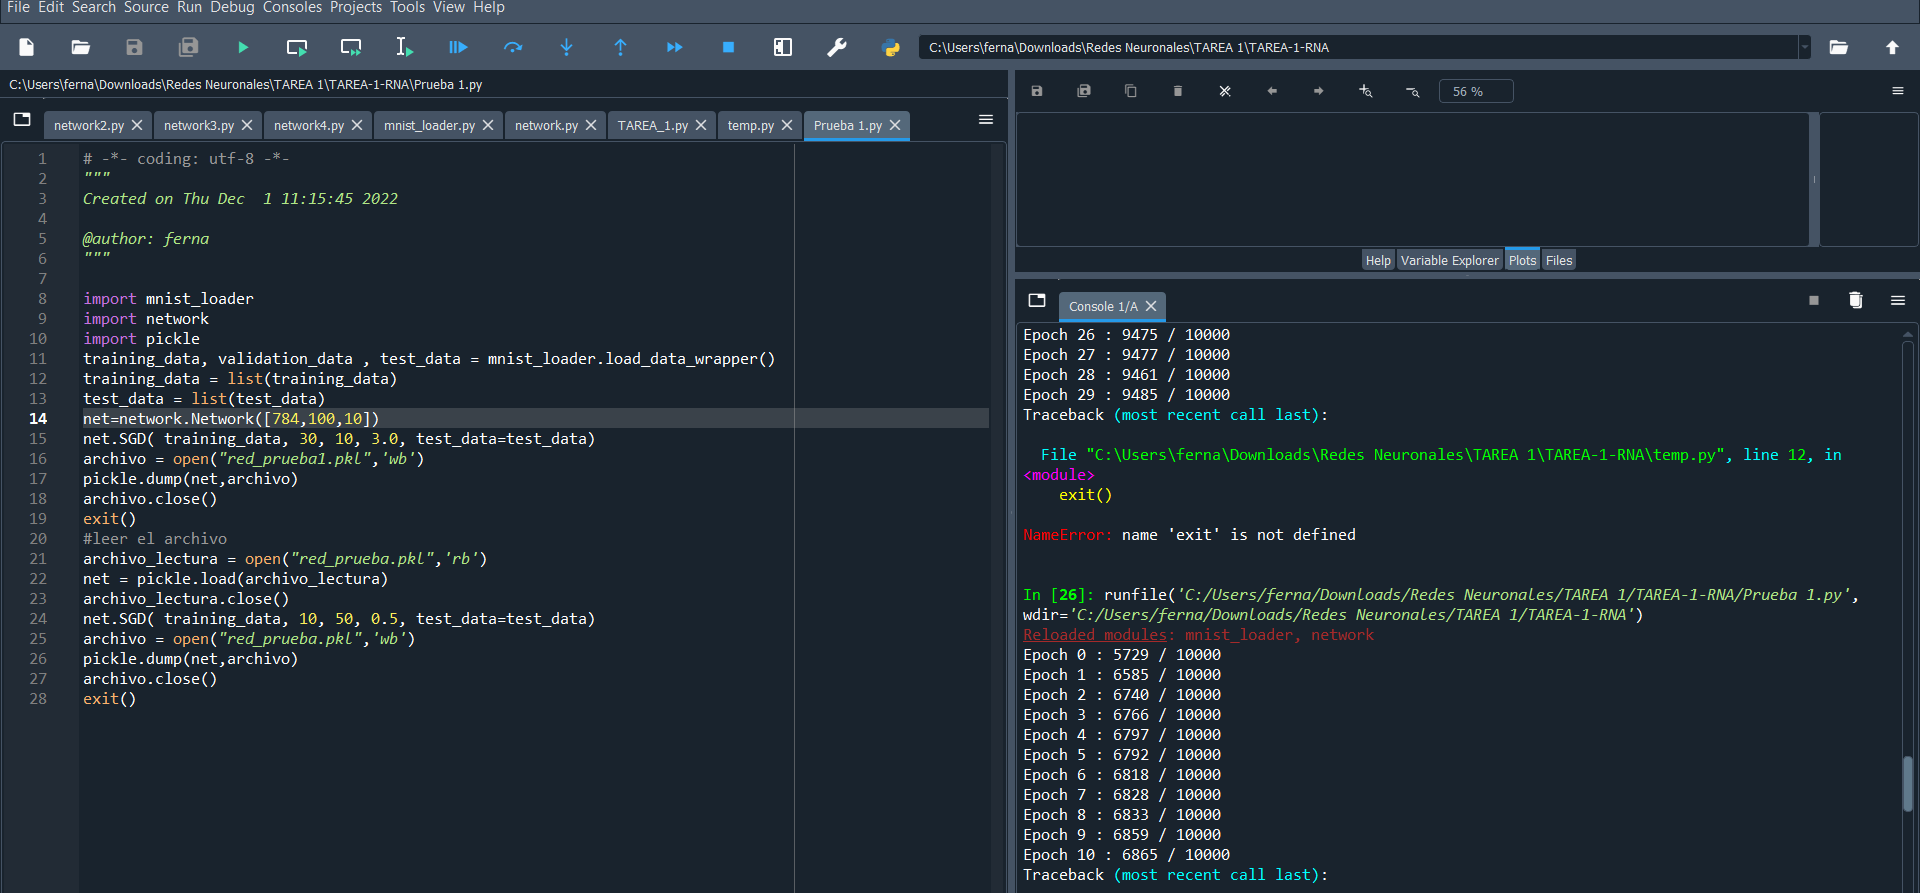 File Edit Search Source Run Debug Consoles Projects Tools View Help
C:\Users\ferna\Downloads\Redes Neuronales\TAREA 1\TAREA-1-RNA
C:\Users\ferna\Downloads\Redes Neuronales\TAREA 1\TAREA-1-RNA\Prueba 1.py
network2.py network3.py network4.py mnist_loader.py network.py TAREA_1.py temp.py Prueba 1.py
1 # -*- coding: utf-8 -*-
2 """
3 Created on Thu Dec  1 11:15:45 2022
4
5 @author: ferna
6 """
7
8 import mnist_loader
9 import network
10 import pickle
11 training_data, validation_data , test_data = mnist_loader.load_data_wrapper()
12 training_data = list(training_data)
13 test_data = list(test_data)
14 net=network.Network([784,100,10])
15 net.SGD( training_data, 30, 10, 3.0, test_data=test_data)
16 archivo = open("red_prueba1.pkl",'wb')
17 pickle.dump(net,archivo)
18 archivo.close()
19 exit()
20 #leer el archivo
21 archivo_lectura = open("red_prueba.pkl",'rb')
22 net = pickle.load(archivo_lectura)
23 archivo_lectura.close()
24 net.SGD( training_data, 10, 50, 0.5, test_data=test_data)
25 archivo = open("red_prueba.pkl",'wb')
26 pickle.dump(net,archivo)
27 archivo.close()
28 exit()
56 %
Help Variable Explorer Plots Files
Console 1/A
Epoch 26 : 9475 / 10000
Epoch 27 : 9477 / 10000
Epoch 28 : 9461 / 10000
Epoch 29 : 9485 / 10000
Traceback (most recent call last):
File "C:\Users\ferna\Downloads\Redes Neuronales\TAREA 1\TAREA-1-RNA\temp.py", line 12, in
<module>
exit()
NameError: name 'exit' is not defined
In [26]: runfile('C:/Users/ferna/Downloads/Redes Neuronales/TAREA 1/TAREA-1-RNA/Prueba 1.py',
wdir='C:/Users/ferna/Downloads/Redes Neuronales/TAREA 1/TAREA-1-RNA')
Reloaded modules: mnist_loader, network
Epoch 0 : 5729 / 10000
Epoch 1 : 6585 / 10000
Epoch 2 : 6740 / 10000
Epoch 3 : 6766 / 10000
Epoch 4 : 6797 / 10000
Epoch 5 : 6792 / 10000
Epoch 6 : 6818 / 10000
Epoch 7 : 6828 / 10000
Epoch 8 : 6833 / 10000
Epoch 9 : 6859 / 10000
Epoch 10 : 6865 / 10000
Traceback (most recent call last):